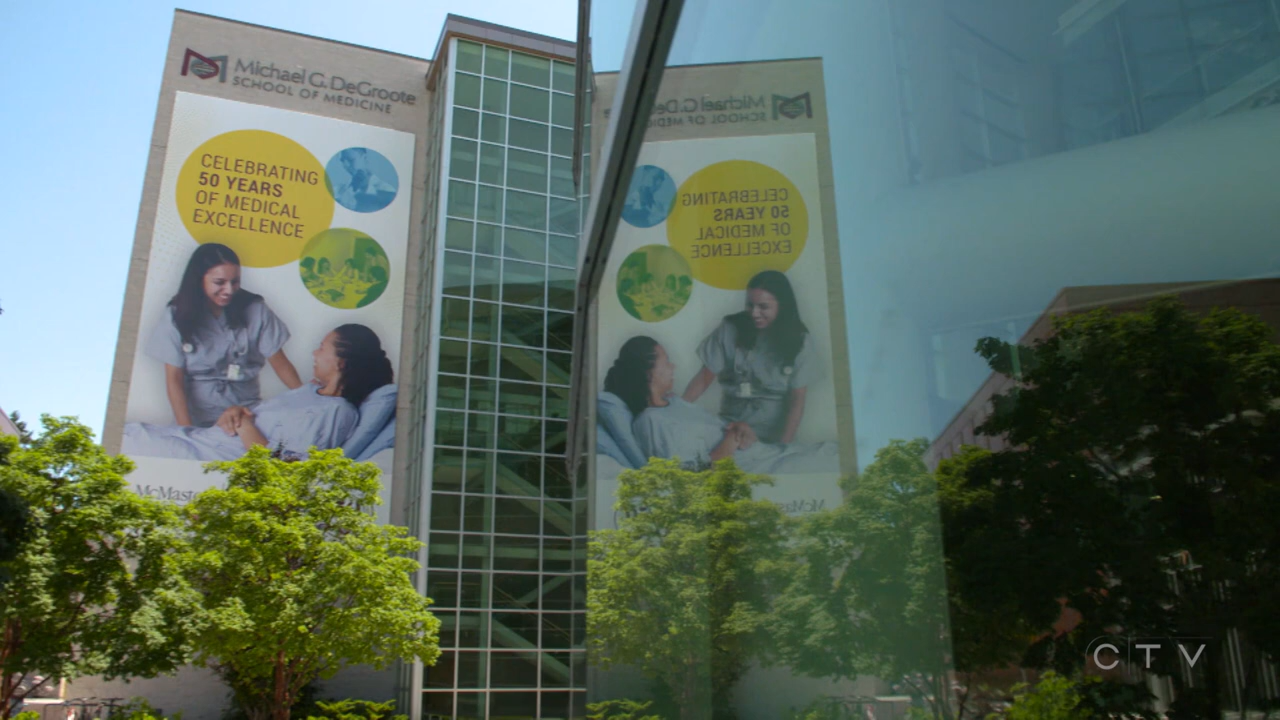 Michael G. DeGroote
SCHOOL OF MEDICINE
CELEBRATING
50 YEARS
OF MEDICAL
EXCELLENCE
CELEBRATING
50 YEARS
OF MEDICAL
EXCELLENCE
CTV